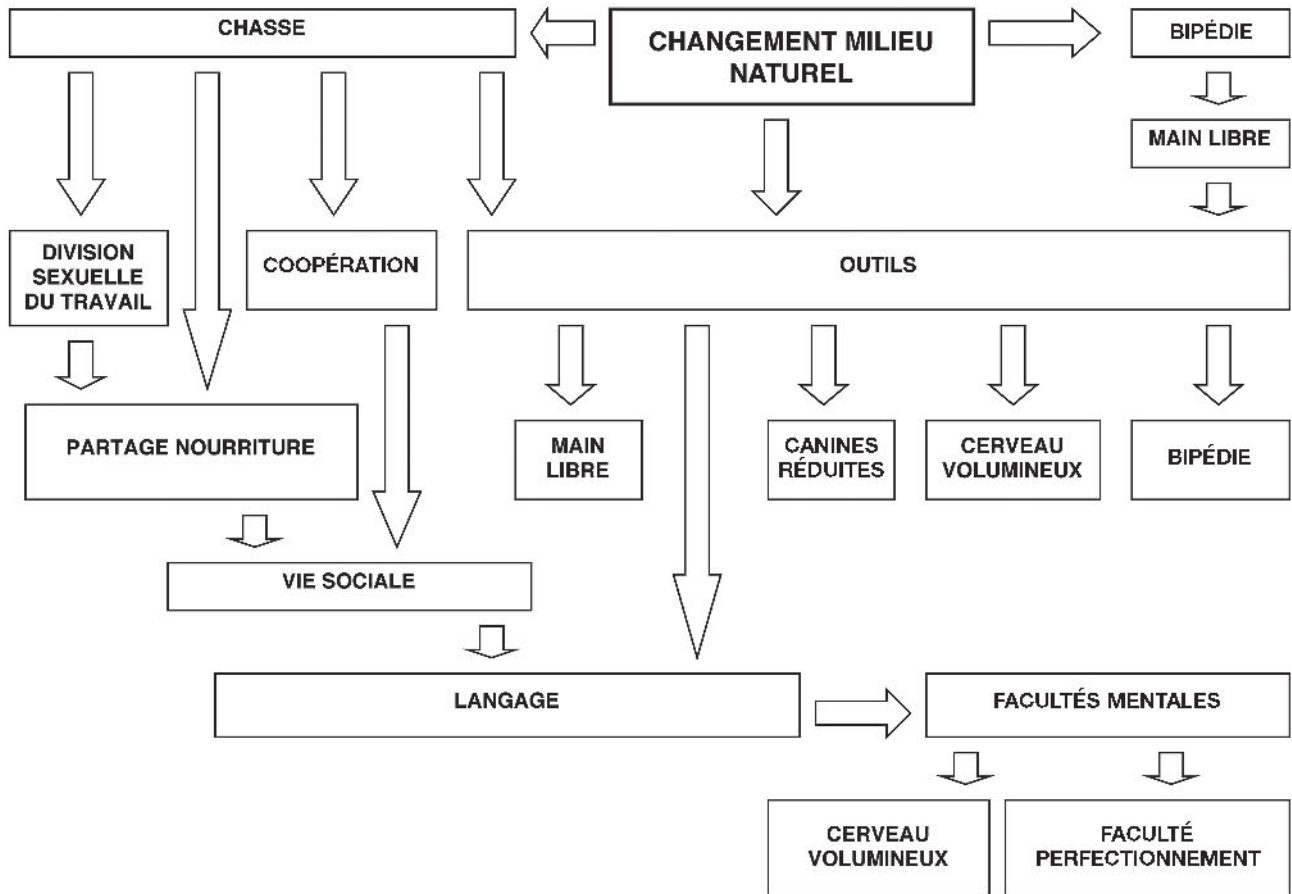 CHASSE
CHANGEMENT MILIEU
NATUREL
BIPÉDIE
MAIN LIBRE
DIVISION
SEXUELLE
DU TRAVAIL
COOPÉRATION
OUTILS
PARTAGE NOURRITURE
MAIN
LIBRE
CANINES
RÉDUITES
CERVEAU
VOLUMINEUX
BIPÉDIE
VIE SOCIALE
LANGAGE
FACULTÉS MENTALES
CERVEAU
VOLUMINEUX
FACULTÉ
PERFECTIONNEMENT